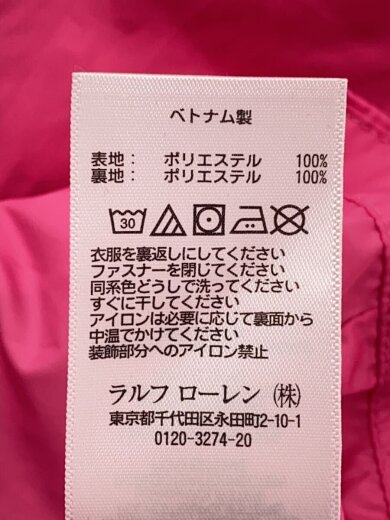 ベトナム製
表地： ポリエステル 100%
裏地： ポリエステル 100%
30
衣服を裏返しにしてください
ファスナーを閉じてください
同系色どうしで洗ってください
すぐに干してください
アイロンは必要に応じて裏面から
中温でかけてください
装飾部分へのアイロン禁止
ラルフ ローレン (株)
東京都千代田区永田町2-10-1
0120-3274-20